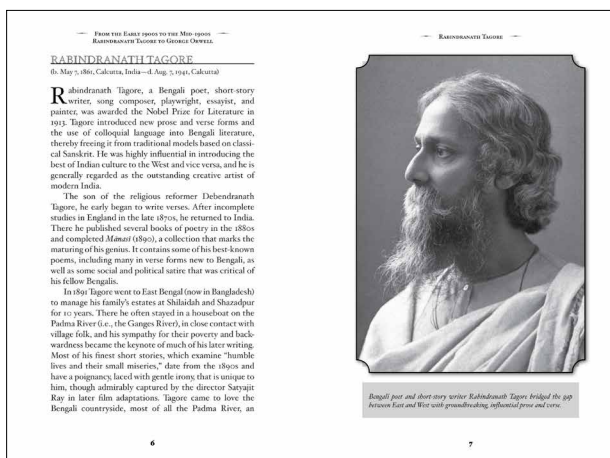 From the Early 1900s to the Mid-1900s
Rabindranath Tagore to George Orwell
RABINDRANATH TAGORE
(b. May 7, 1861, Calcutta, India—d. Aug. 7, 1941, Calcutta)
Rabindranath Tagore, a Bengali poet, short-story
writer, song composer, playwright, essayist, and
painter, was awarded the Nobel Prize for Literature in
1913. Tagore introduced new prose and verse forms and
the use of colloquial language into Bengali literature,
thereby freeing it from traditional models based on classi-
cal Sanskrit. He was highly influential in introducing the
best of Indian culture to the West and vice versa, and he is
generally regarded as the outstanding creative artist of
modern India.
The son of the religious reformer Debendranath
Tagore, he early began to write verses. After incomplete
studies in England in the late 1870s, he returned to India.
There he published several books of poetry in the 1880s
and completed Mānasī (1890), a collection that marks the
maturing of his genius. It contains some of his best-known
poems, including many in verse forms new to Bengali, as
well as some social and political satire that was critical of
his fellow Bengalis.
In 1891 Tagore went to East Bengal (now in Bangladesh)
to manage his family's estates at Shilaidah and Shazadpur
for 10 years. There he often stayed in a houseboat on the
Padma River (i.e., the Ganges River), in close contact with
village folk, and his sympathy for their poverty and back-
wardness became the keynote of much of his later writing.
Most of his finest short stories, which examine “humble
lives and their small miseries,” date from the 1890s and
have a poignancy, laced with gentle irony, that is unique to
him, though admirably captured by the director Satyajit
Ray in later film adaptations. Tagore came to love the
Bengali countryside, most of all the Padma River, an
6
Rabindranath Tagore
Bengali poet and short-story writer Rabindranath Tagore bridged the gap
between East and West with groundbreaking, influential prose and verse.
7